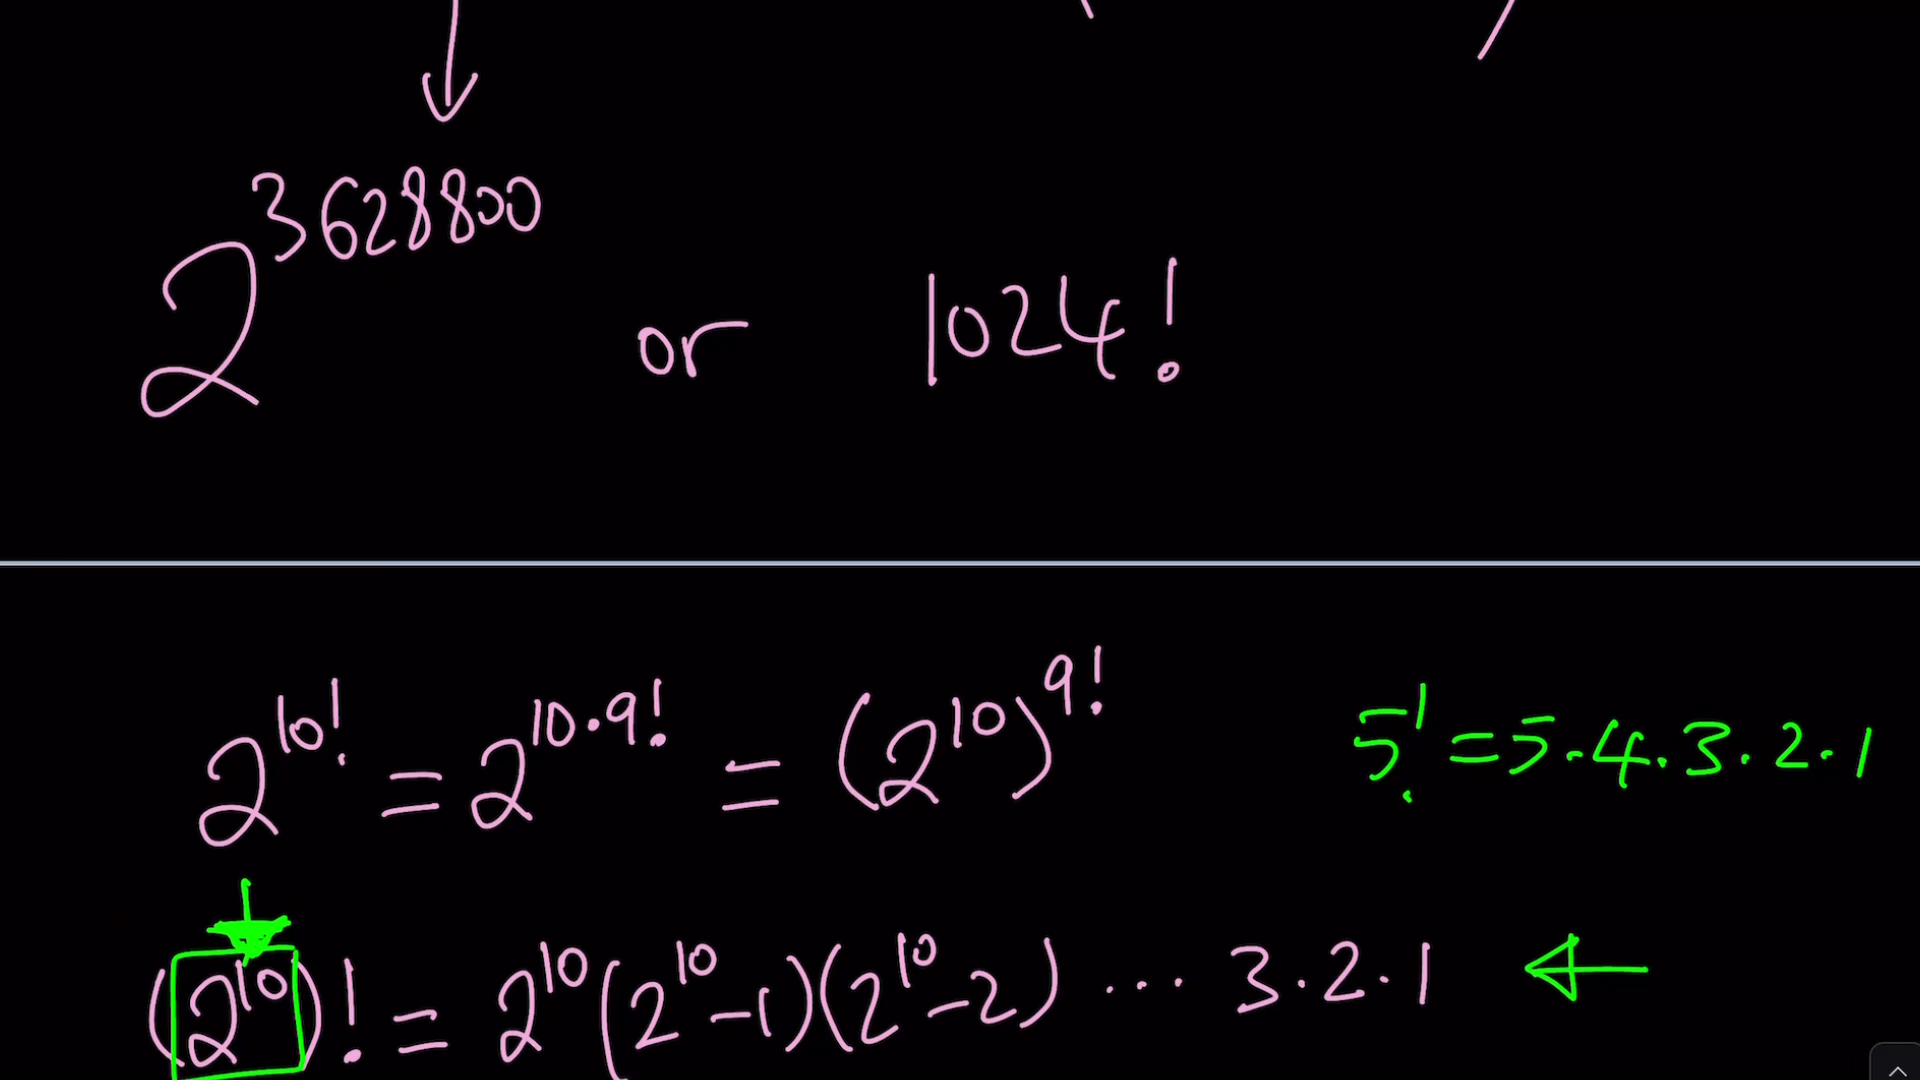 2^3628800 or 1024!
2^10! = 2^10·9! = (2^10)^9!
5! = 5·4·3·2·1
(2^10)! = 2^10(2^10-1)(2^10-2) ... 3·2·1